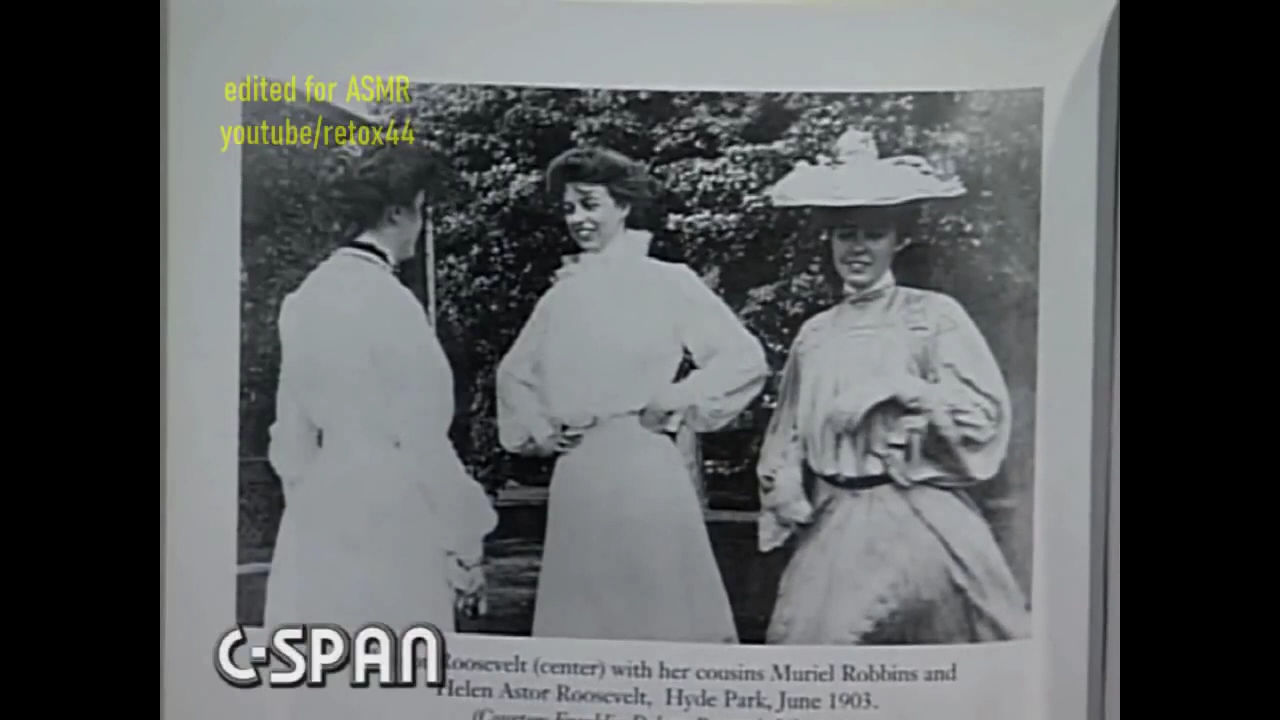 edited for ASMR
youtube/retox44
C-SPAN
Roosevelt (center) with her cousins Muriel Robbins and
Helen Astor Roosevelt, Hyde Park, June 1903.